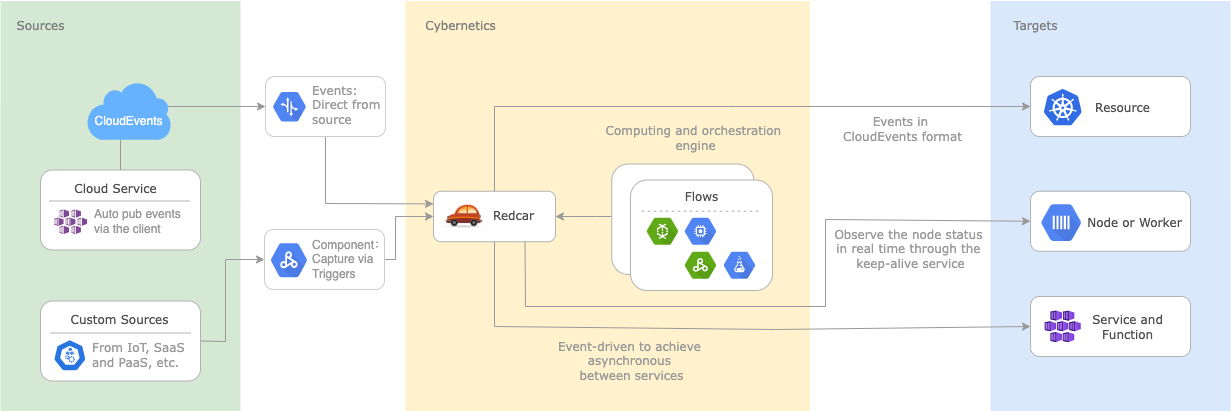 Sources
Cybernetics
Targets
CloudEvents
Events:
Direct from
source
Resource
Events in
CloudEvents format
Computing and orchestration
engine
Cloud Service
Auto pub events
via the client
Redcar
Flows
Node or Worker
Component:
Capture via
Triggers
Observe the node status
in real time through the
keep-alive service
Custom Sources
From IoT, SaaS
and PaaS, etc.
Service and
Function
Event-driven to achieve
asynchronous
between services